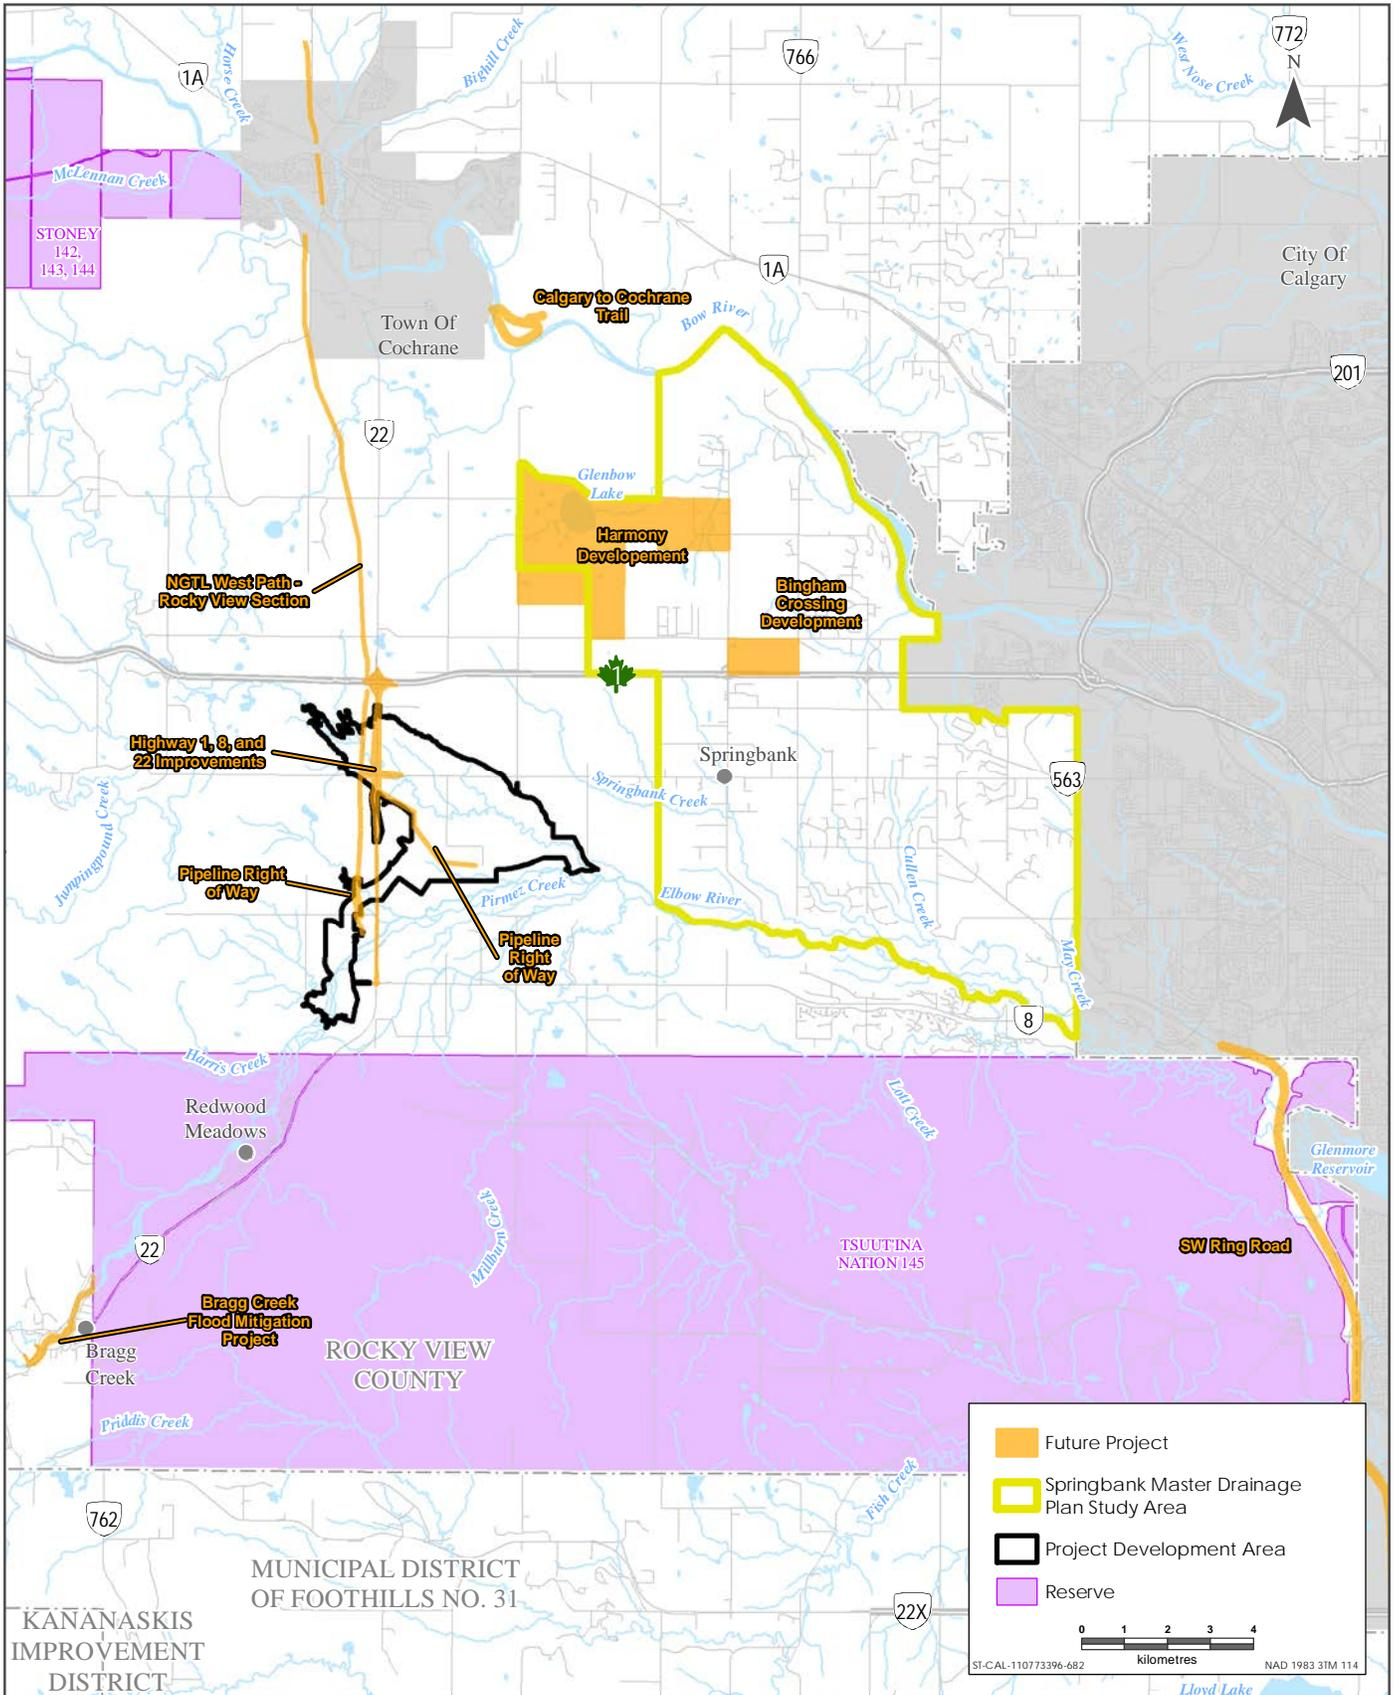 772
N
766
1A
Horse Creek
Bighill Creek
West Nose Creek
McLennan Creek
STONEY
142,
143, 144
City Of
Calgary
1A
Calgary to Cochrane
Trail
Bow River
Town Of
Cochrane
201
22
Glenbow
Lake
Harmony
Developement
NGTL West Path -
Rocky View Section
Bingham
Crossing
Development
1
Highway 1, 8, and
22 Improvements
Springbank
563
Springbank Creek
Jumpingpound Creek
Cullen Creek
Pipeline Right
of Way
Pirmez Creek
Elbow River
Pipeline
Right
of Way
May Creek
8
Harris Creek
Redwood
Meadows
Lott Creek
Glenmore
Reservoir
Milburn Creek
22
TSUUT'INA
NATION 145
SW Ring Road
Bragg Creek
Flood Mitigation
Project
Bragg
Creek
ROCKY VIEW
COUNTY
Priddis Creek
Fish Creek
762
MUNICIPAL DISTRICT
OF FOOTHILLS NO. 31
22X
KANANASKIS
IMPROVEMENT
DISTRICT
Future Project
Springbank Master Drainage
Plan Study Area
Project Development Area
Reserve
0 1 2 3 4
kilometres
ST-CAL-110773396-682
NAD 1983 3TM 114
Lloyd Lake